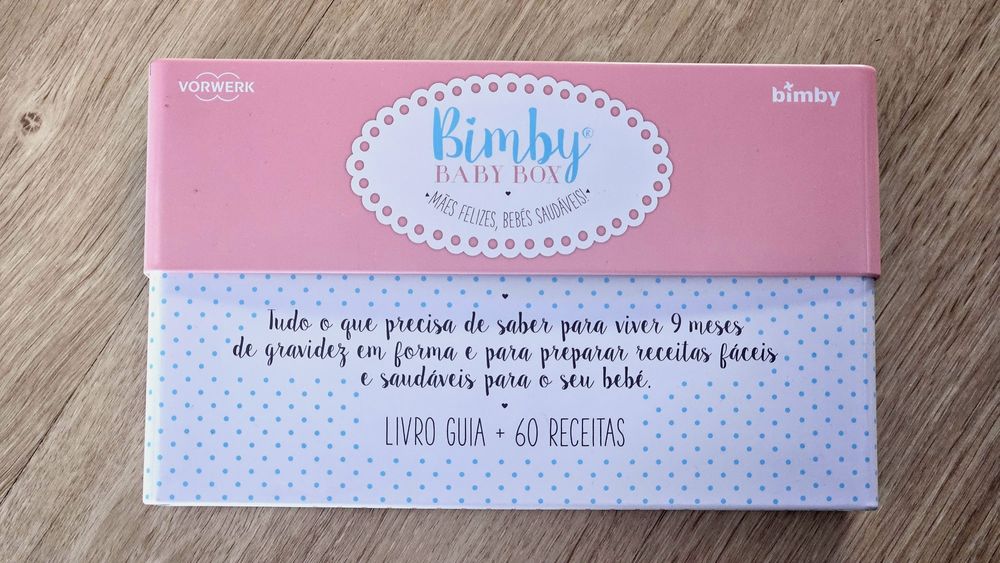 VORWERK
bimby
Bimby®
BABY BOX
MÃES FELIZES, BEBÉS SAUDÁVEIS!
Tudo o que precisa de saber para viver 9 meses
de gravidez em forma e para preparar receitas fáceis
e saudáveis para o seu bebé.
LIVRO GUIA + 60 RECEITAS